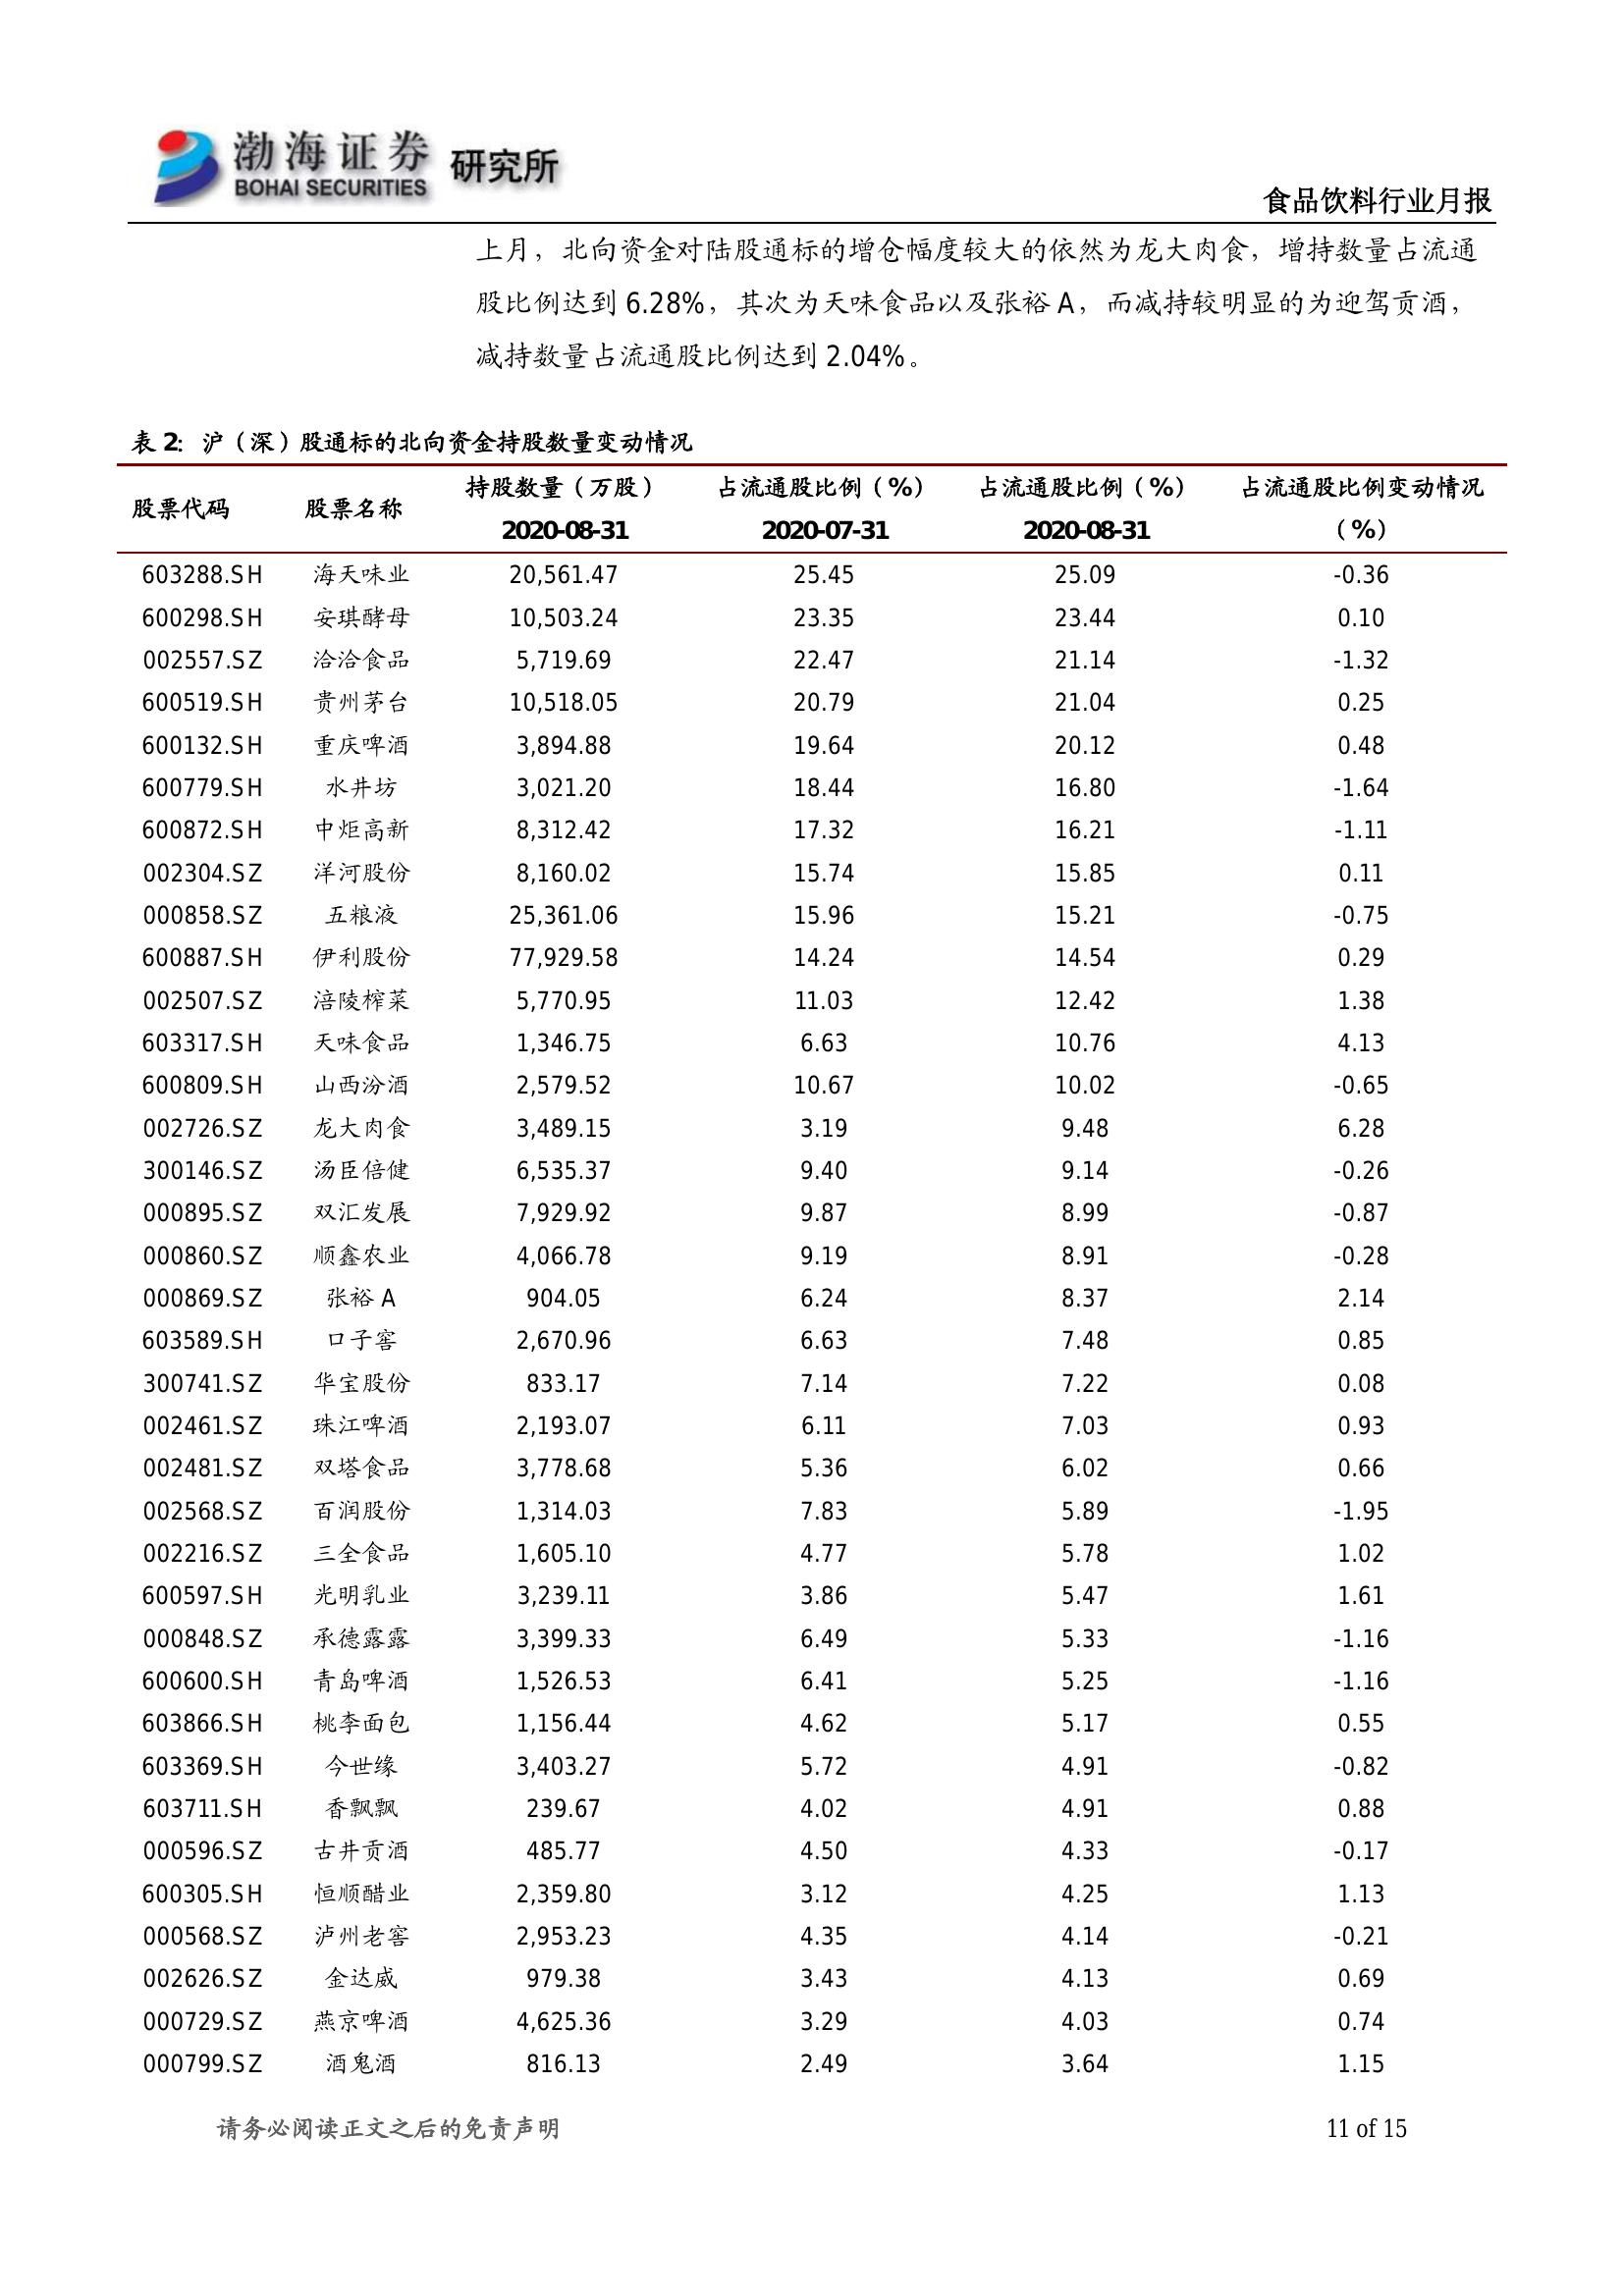 渤海证券 研究所
BOHAI SECURITIES
食品饮料行业月报
上月，北向资金对陆股通标的增仓幅度较大的依然为龙大肉食，增持数量占流通
股比例达到 6.28%，其次为天味食品以及张裕 A，而减持较明显的为迎驾贡酒，
减持数量占流通股比例达到 2.04%。
表 2：沪（深）股通标的北向资金持股数量变动情况
股票代码 股票名称 持股数量（万股） 占流通股比例（%） 占流通股比例（%） 占流通股比例变动情况
2020-08-31 2020-07-31 2020-08-31 （%）
603288.SH 海天味业 20,561.47 25.45 25.09 -0.36
600298.SH 安琪酵母 10,503.24 23.35 23.44 0.10
002557.SZ 洽洽食品 5,719.69 22.47 21.14 -1.32
600519.SH 贵州茅台 10,518.05 20.79 21.04 0.25
600132.SH 重庆啤酒 3,894.88 19.64 20.12 0.48
600779.SH 水井坊 3,021.20 18.44 16.80 -1.64
600872.SH 中炬高新 8,312.42 17.32 16.21 -1.11
002304.SZ 洋河股份 8,160.02 15.74 15.85 0.11
000858.SZ 五粮液 25,361.06 15.96 15.21 -0.75
600887.SH 伊利股份 77,929.58 14.24 14.54 0.29
002507.SZ 涪陵榨菜 5,770.95 11.03 12.42 1.38
603317.SH 天味食品 1,346.75 6.63 10.76 4.13
600809.SH 山西汾酒 2,579.52 10.67 10.02 -0.65
002726.SZ 龙大肉食 3,489.15 3.19 9.48 6.28
300146.SZ 汤臣倍健 6,535.37 9.40 9.14 -0.26
000895.SZ 双汇发展 7,929.92 9.87 8.99 -0.87
000860.SZ 顺鑫农业 4,066.78 9.19 8.91 -0.28
000869.SZ 张裕 A 904.05 6.24 8.37 2.14
603589.SH 口子窖 2,670.96 6.63 7.48 0.85
300741.SZ 华宝股份 833.17 7.14 7.22 0.08
002461.SZ 珠江啤酒 2,193.07 6.11 7.03 0.93
002481.SZ 双塔食品 3,778.68 5.36 6.02 0.66
002568.SZ 百润股份 1,314.03 7.83 5.89 -1.95
002216.SZ 三全食品 1,605.10 4.77 5.78 1.02
600597.SH 光明乳业 3,239.11 3.86 5.47 1.61
000848.SZ 承德露露 3,399.33 6.49 5.33 -1.16
600600.SH 青岛啤酒 1,526.53 6.41 5.25 -1.16
603866.SH 桃李面包 1,156.44 4.62 5.17 0.55
603369.SH 今世缘 3,403.27 5.72 4.91 -0.82
603711.SH 香飘飘 239.67 4.02 4.91 0.88
000596.SZ 古井贡酒 485.77 4.50 4.33 -0.17
600305.SH 恒顺醋业 2,359.80 3.12 4.25 1.13
000568.SZ 泸州老窖 2,953.23 4.35 4.14 -0.21
002626.SZ 金达威 979.38 3.43 4.13 0.69
000729.SZ 燕京啤酒 4,625.36 3.29 4.03 0.74
000799.SZ 酒鬼酒 816.13 2.49 3.64 1.15
请务必阅读正文之后的免责声明 11 of 15